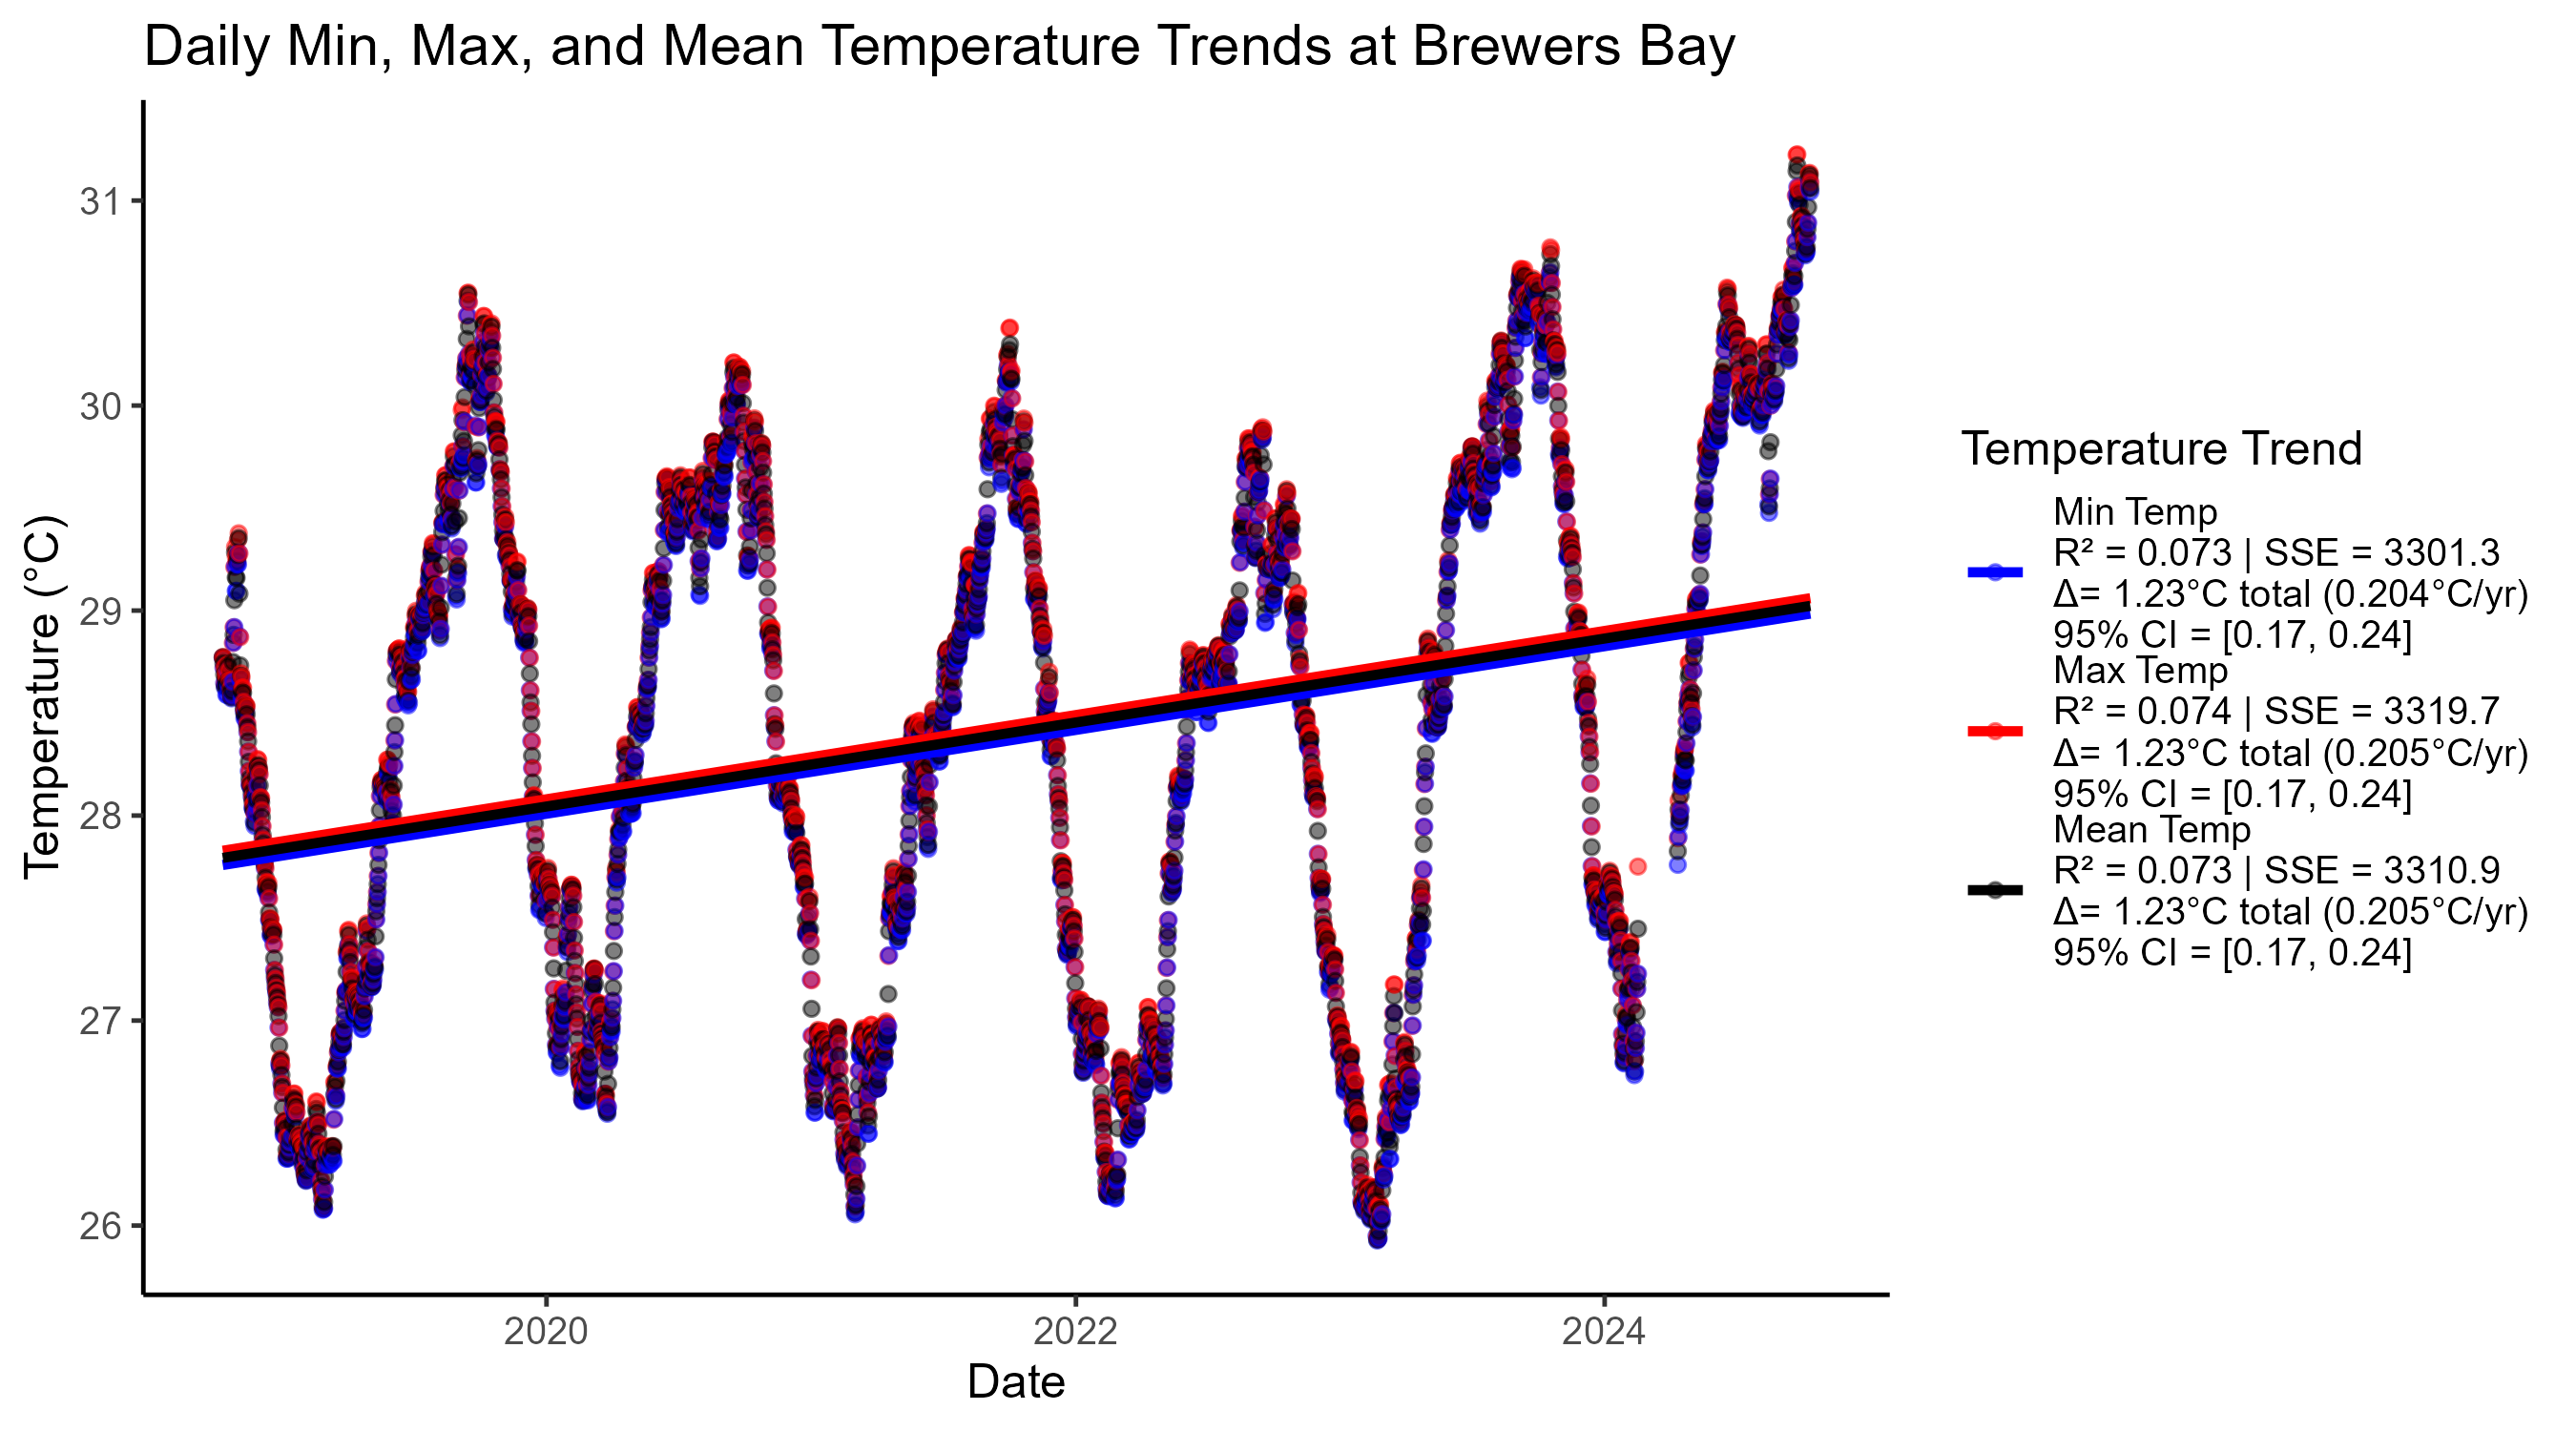 Daily Min, Max, and Mean Temperature Trends at Brewers Bay
Temperature (°C)
31
30
29
28
27
26
2020
2022
2024
Date
Temperature Trend
Min Temp
R² = 0.073 | SSE = 3301.3
Δ= 1.23°C total (0.204°C/yr)
95% CI = [0.17, 0.24]
Max Temp
R² = 0.074 | SSE = 3319.7
Δ= 1.23°C total (0.205°C/yr)
95% CI = [0.17, 0.24]
Mean Temp
R² = 0.073 | SSE = 3310.9
Δ= 1.23°C total (0.205°C/yr)
95% CI = [0.17, 0.24]